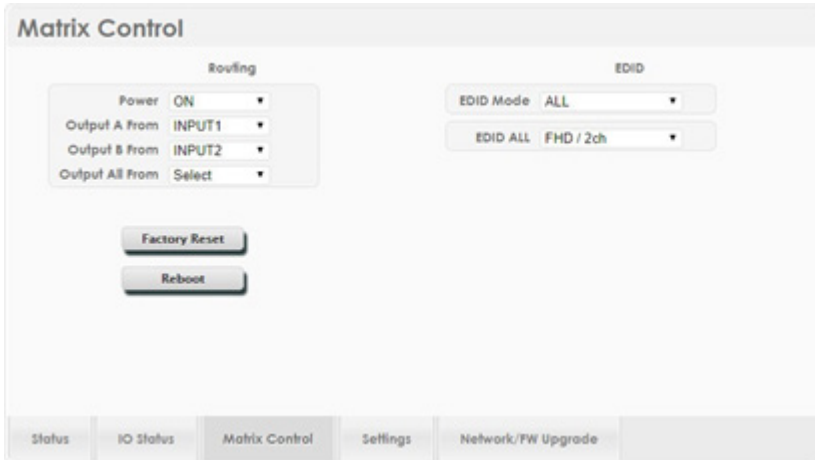 Matrix Control
Routing
Power ON
Output A From INPUT1
Output B From INPUT2
Output All From Select
Factory Reset
Reboot
EDID
EDID Mode ALL
EDID ALL FHD / 2ch
Status IO Status Matrix Control Settings Network/FW Upgrade